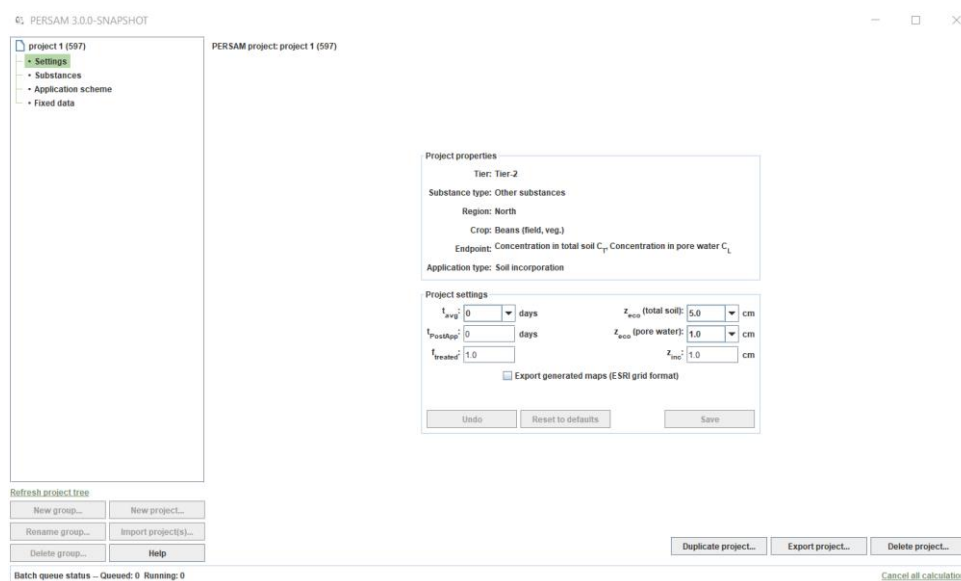 PERSAM 3.0.0-SNAPSHOT
project 1 (597)
Settings
Substances
Application scheme
Fixed data
PERSAM project: project 1 (597)
Project properties
Tier: Tier-2
Substance type: Other substances
Region: North
Crop: Beans (field, veg.)
Endpoint: Concentration in total soil C_T, Concentration in pore water C_L
Application type: Soil incorporation
Project settings
t_avg: 0 days z_eco (total soil): 5.0 cm
t_PostApp: 0 days z_eco (pore water): 1.0 cm
f_treated: 1.0 z_inc: 1.0 cm
Export generated maps (ESRI grid format)
Undo Reset to defaults Save
Refresh project tree
New group... New project...
Rename group... Import project(s)...
Delete group... Help
Duplicate project... Export project... Delete project...
Batch queue status -- Queued: 0 Running: 0
Cancel all calculation